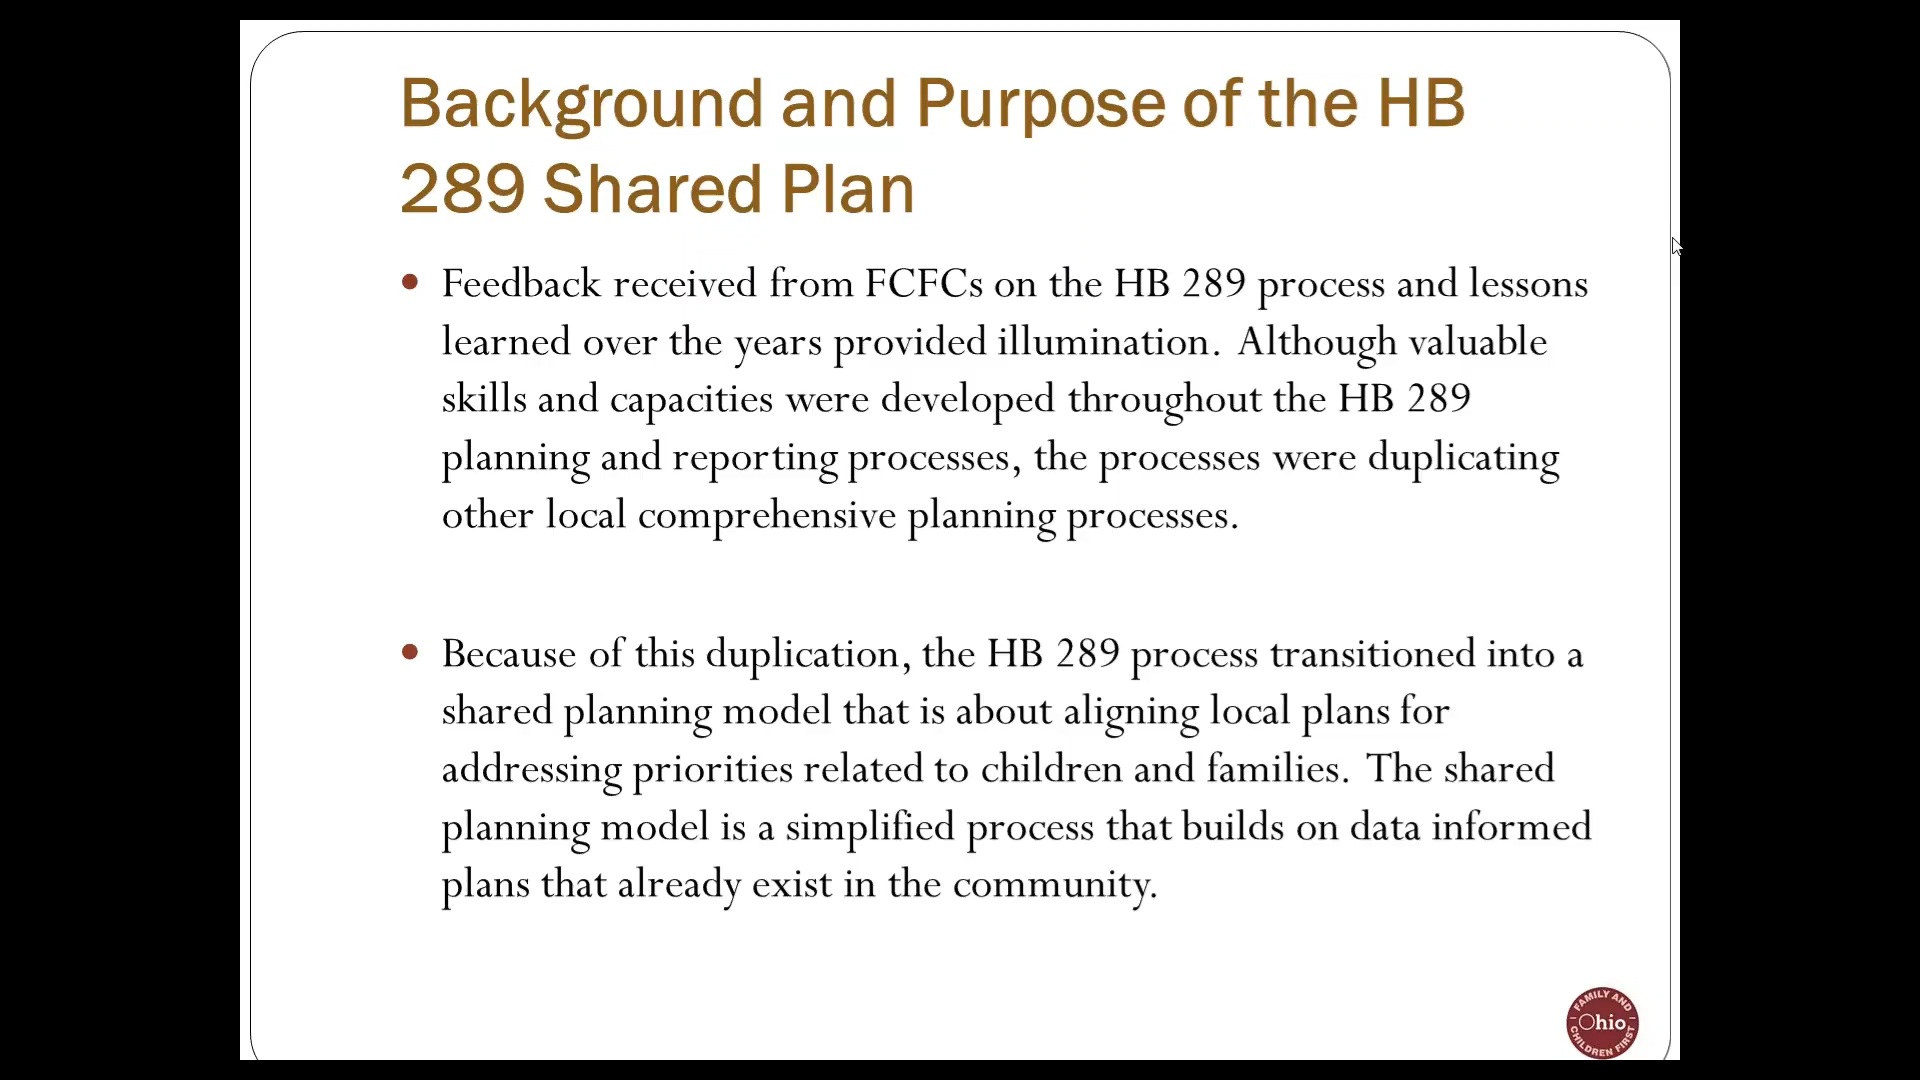 Background and Purpose of the HB
289 Shared Plan
• Feedback received from FCFCs on the HB 289 process and lessons
learned over the years provided illumination.  Although valuable
skills and capacities were developed throughout the HB 289
planning and reporting processes, the processes were duplicating
other local comprehensive planning processes.
• Because of this duplication, the HB 289 process transitioned into a
shared planning model that is about aligning local plans for
addressing priorities related to children and families.  The shared
planning model is a simplified process that builds on data informed
plans that already exist in the community.
FAMILY AND
Ohio
CHILDREN FIRST